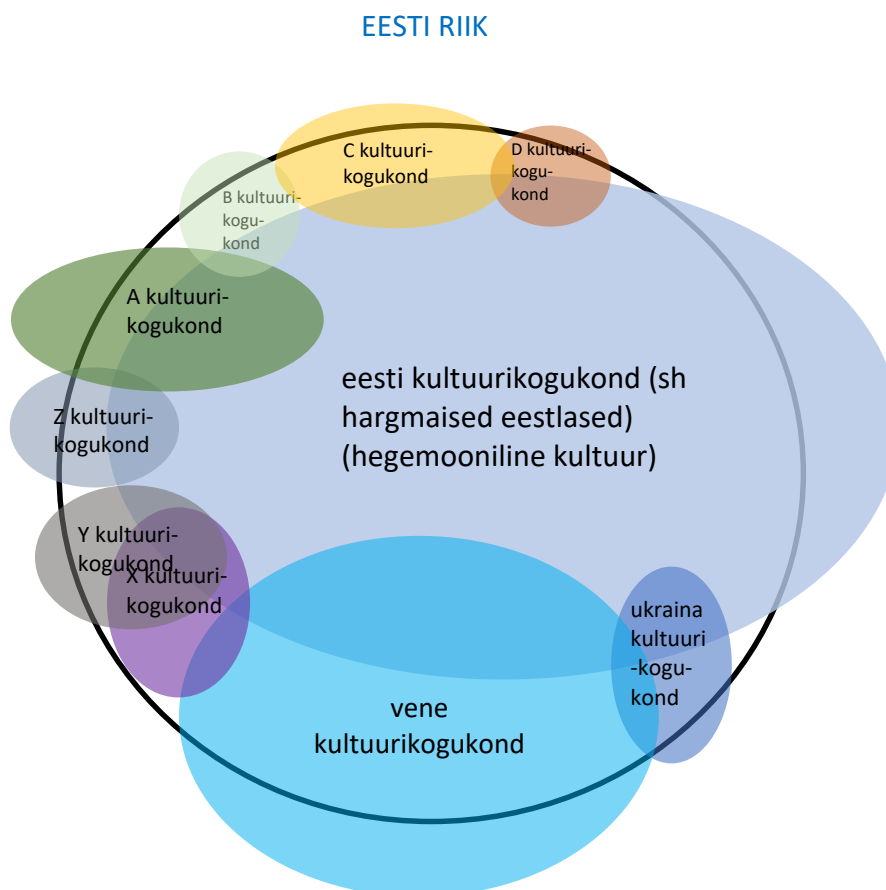 EESTI RIIK
C kultuuri-
kogukond
D kultuuri-
kogu-
kond
B kultuuri-
kogu-
kond
A kultuuri-
kogukond
eesti kultuurikogukond (sh
hargmaised eestlased)
(hegemooniline kultuur)
Z kultuuri-
kogukond
Y kultuuri-
kogukond
X kultuuri-
kogukond
ukraina
kultuuri
-kogu-
kond
vene
kultuurikogukond